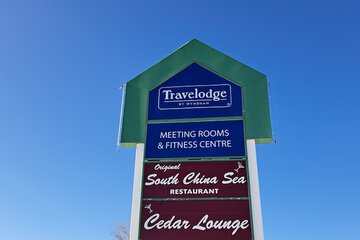 Travelodge
BY WYNDHAM
MEETING ROOMS
& FITNESS CENTRE
Original
South China Sea
RESTAURANT
Cedar Lounge